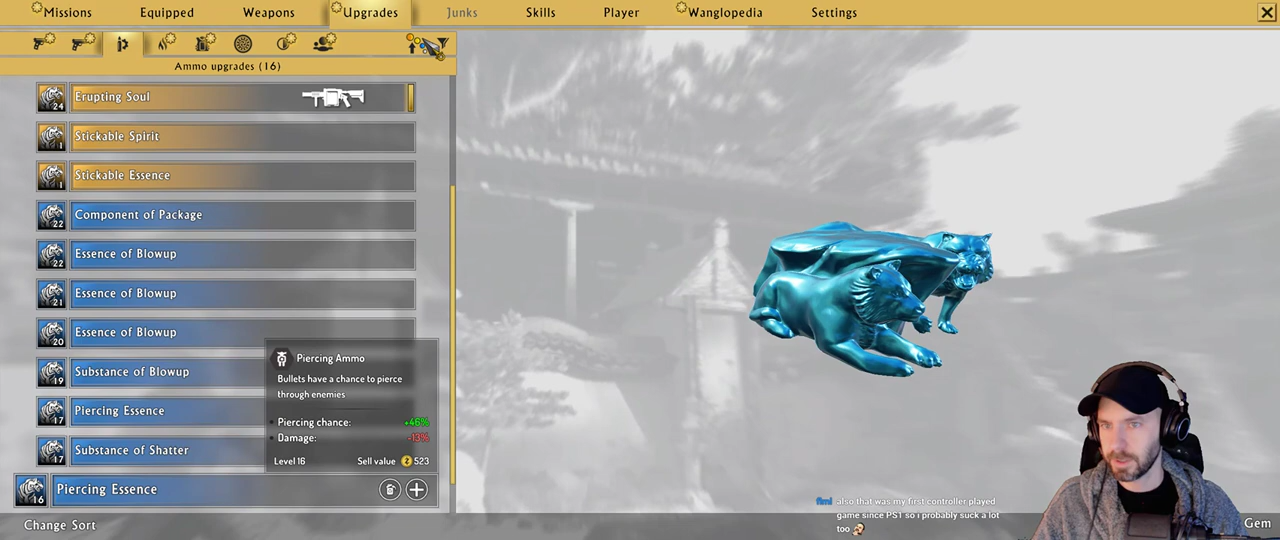 Missions Equipped Weapons Upgrades Junks Skills Player Wanglopedia Settings
Ammo upgrades (16)
24 Erupting Soul
1 Stickable Spirit
1 Stickable Essence
22 Component of Package
22 Essence of Blowup
21 Essence of Blowup
20 Essence of Blowup
19 Substance of Blowup
17 Piercing Essence
17 Substance of Shatter
16 Piercing Essence
Piercing Ammo
Bullets have a chance to pierce
through enemies
Piercing chance: +46%
Damage: -13%
Level 16 Sell value 523
Change Sort
fimi also that was my first controller played
game since PS1 so i probably suck a lot
too
Gem